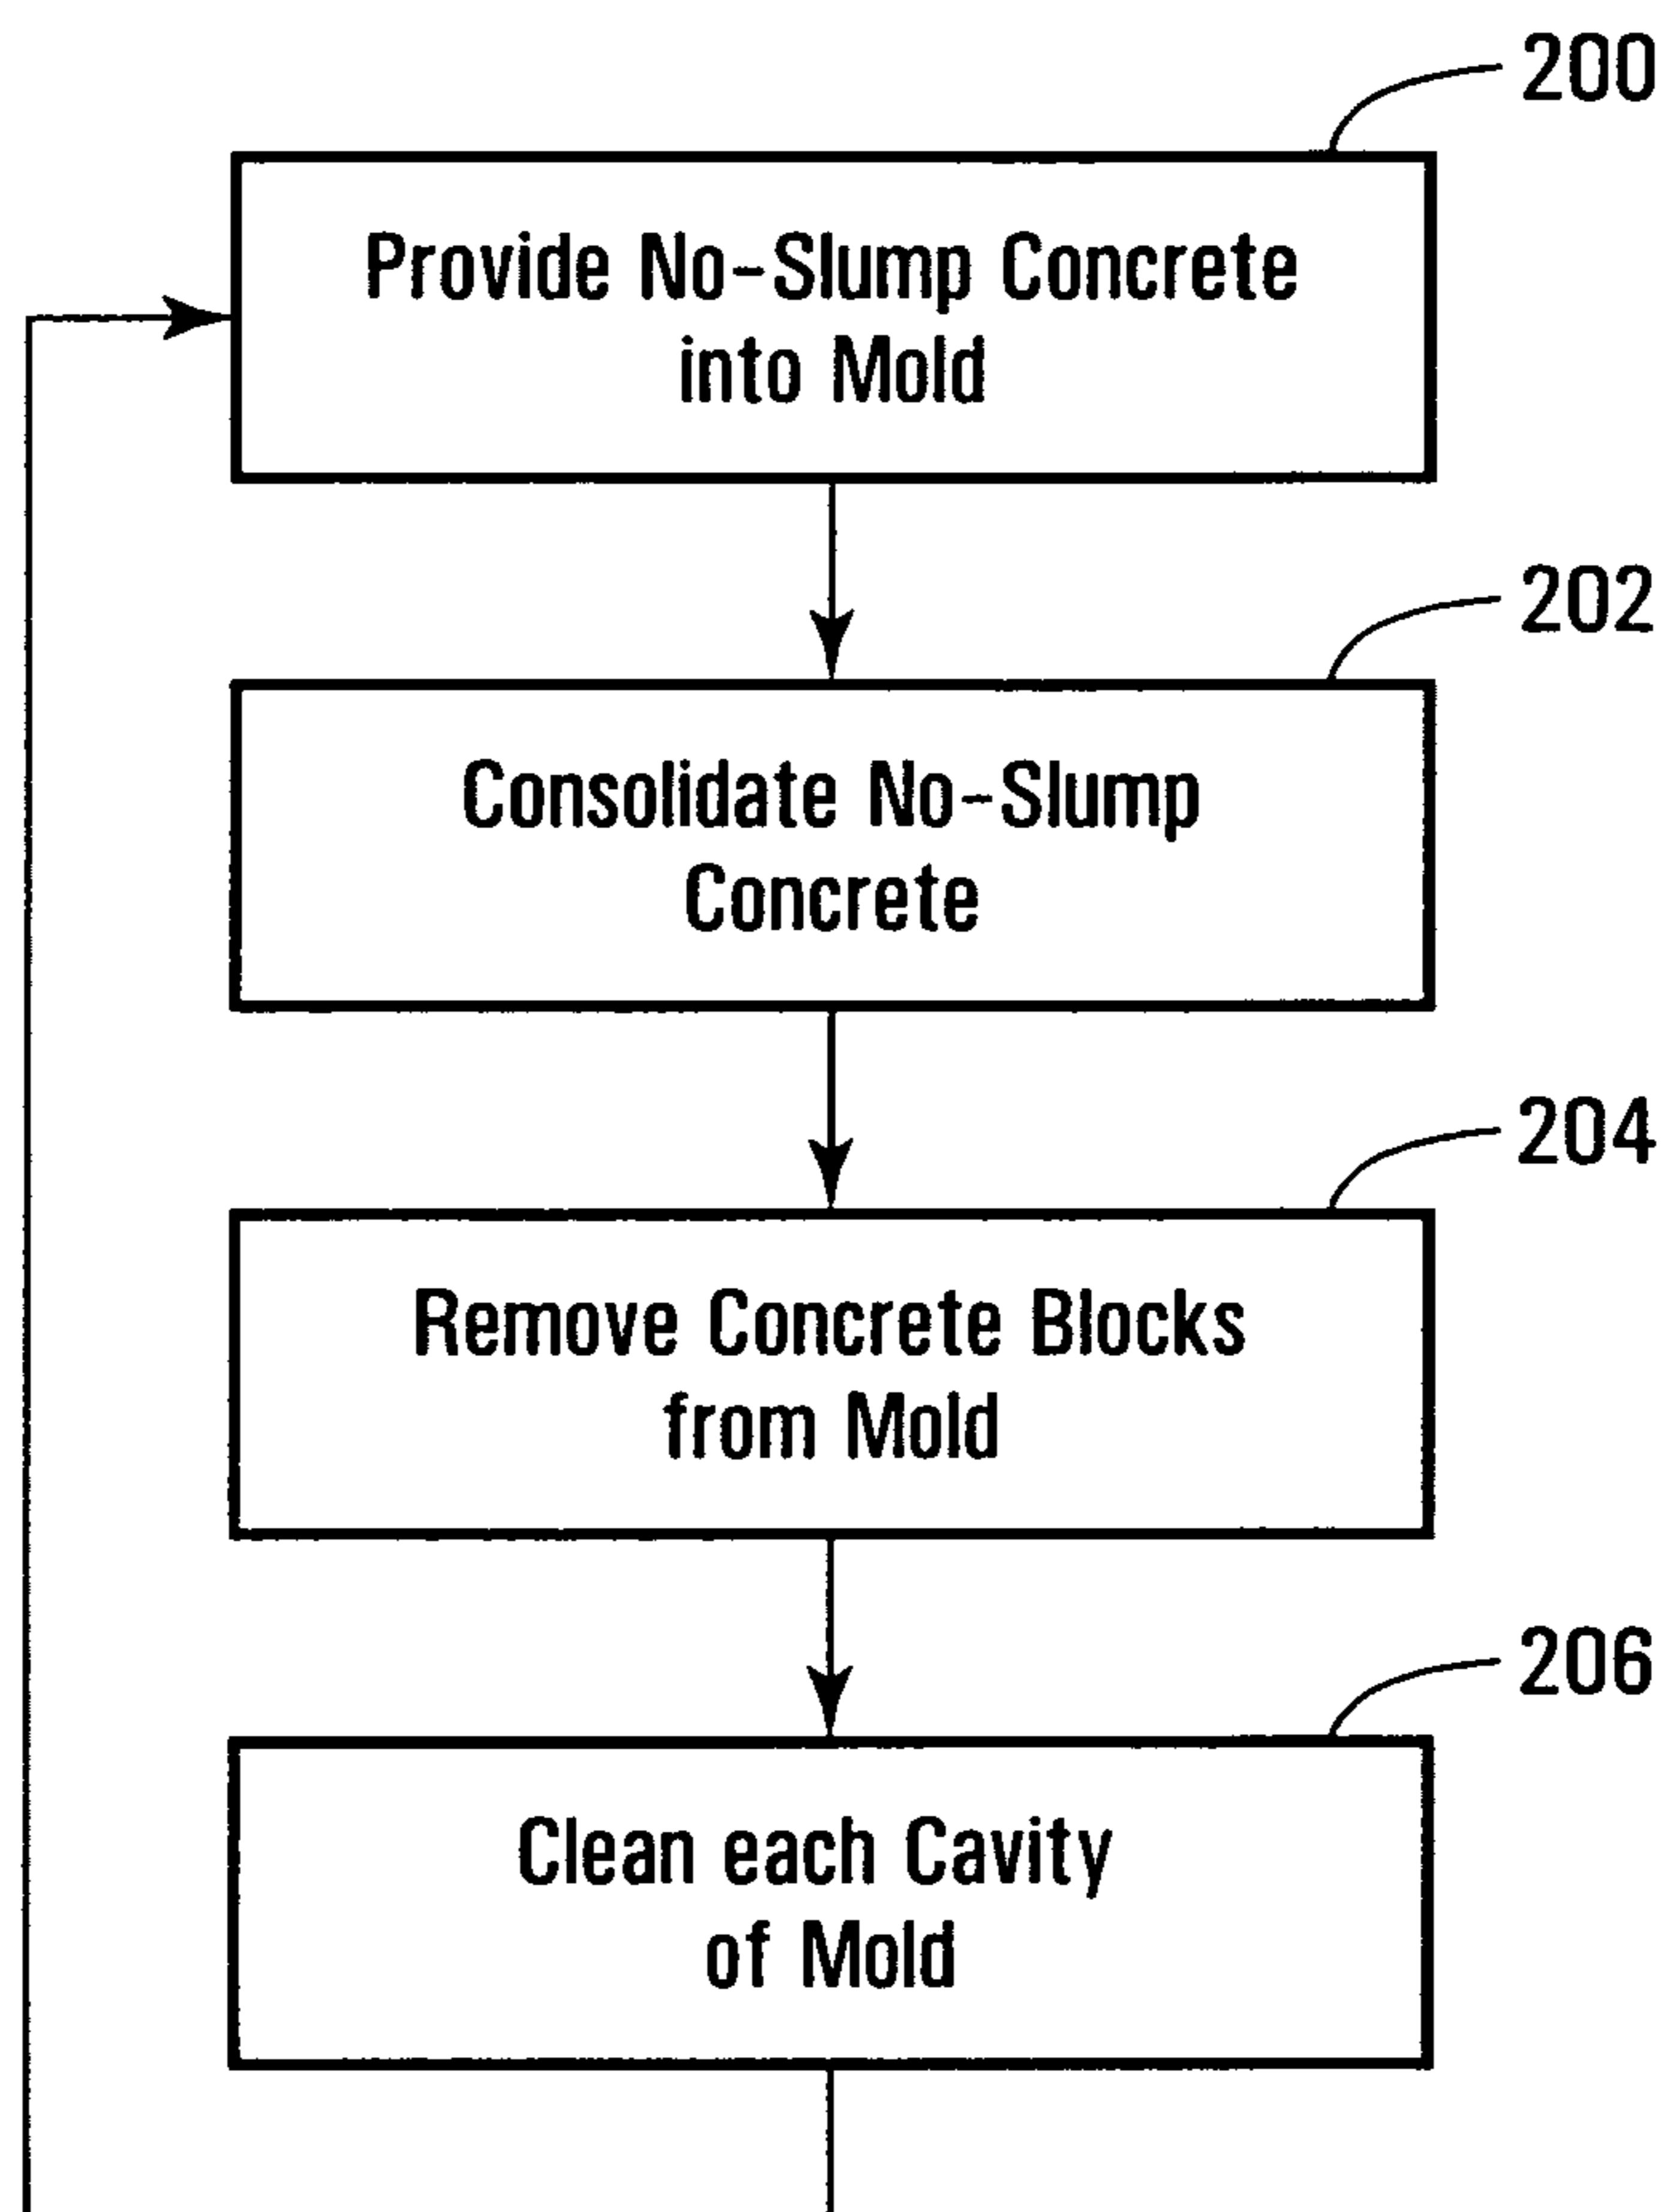 200
Provide No-Slump Concrete
into Mold
202
Consolidate No-Slump
Concrete
204
Remove Concrete Blocks
from Mold
206
Clean each Cavity
of Mold